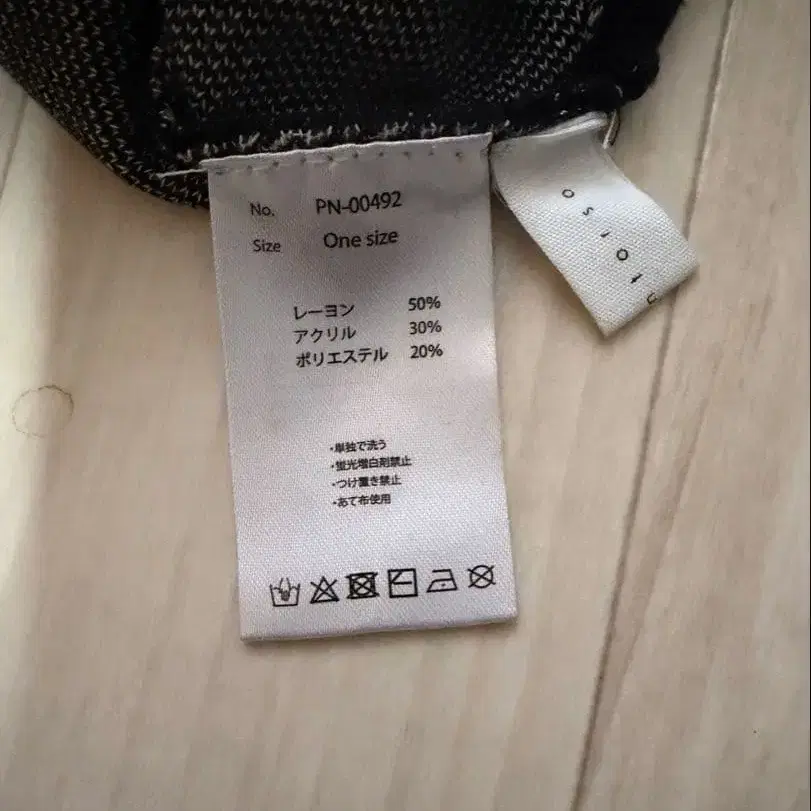 No. PN-00492
Size One size
レーヨン 50%
アクリル 30%
ポリエステル 20%
・単独で洗う
・蛍光増白剤禁止
・つけ置き禁止
・あて布使用